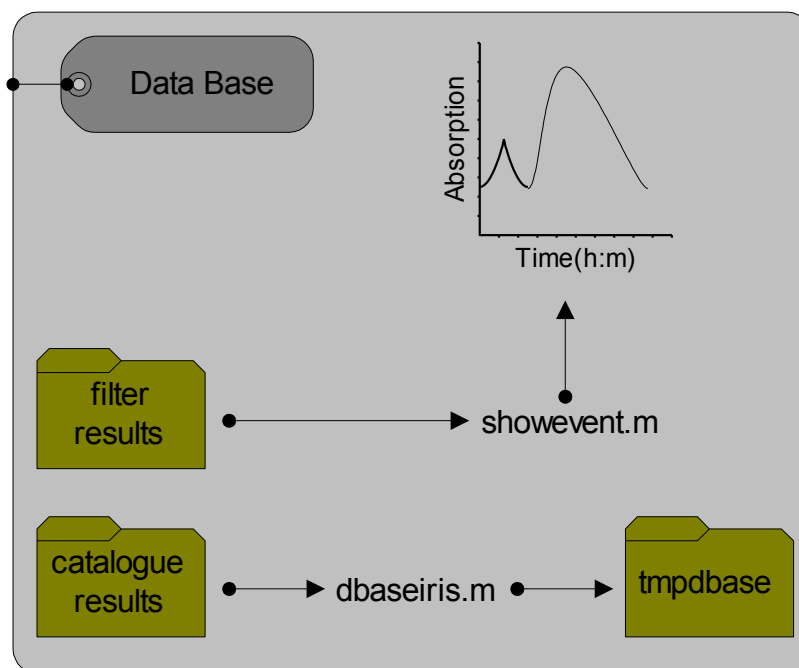 Data Base
Absorption
Time(h:m)
filter
results
showevent.m
catalogue
results
dbaseiris.m
tmpdbase